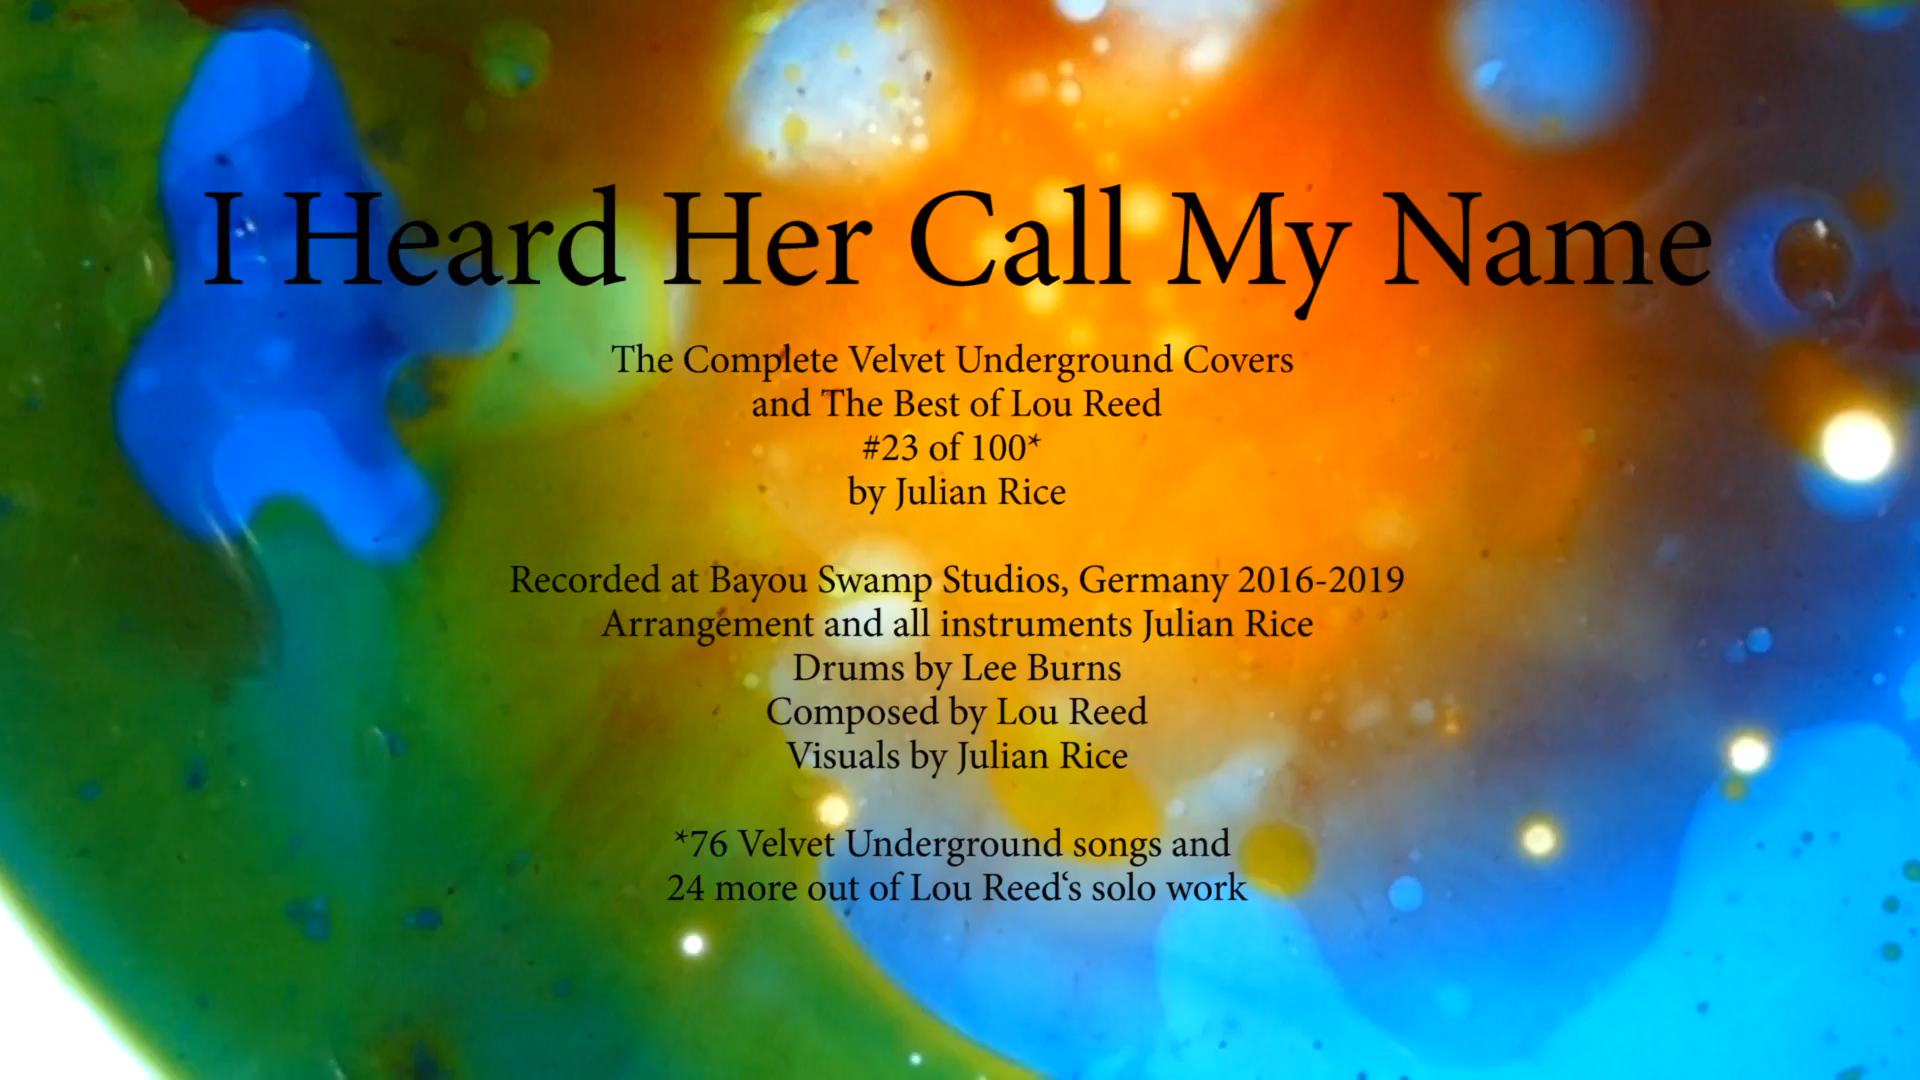 I Heard Her Call My Name
The Complete Velvet Underground Covers
and The Best of Lou Reed
#23 of 100*
by Julian Rice
Recorded at Bayou Swamp Studios, Germany 2016-2019
Arrangement and all instruments Julian Rice
Drums by Lee Burns
Composed by Lou Reed
Visuals by Julian Rice
*76 Velvet Underground songs and
24 more out of Lou Reed‘s solo work